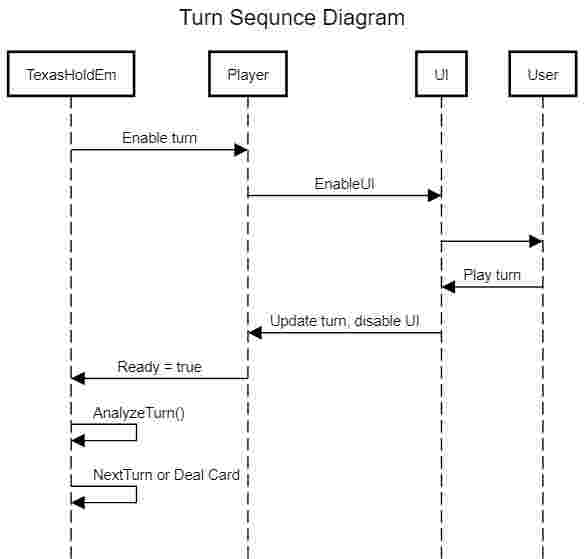 Turn Sequnce Diagram
TexasHoldEm
Player
UI
User
Enable turn
EnableUI
Play turn
Update turn, disable UI
Ready = true
AnalyzeTurn()
NextTurn or Deal Card